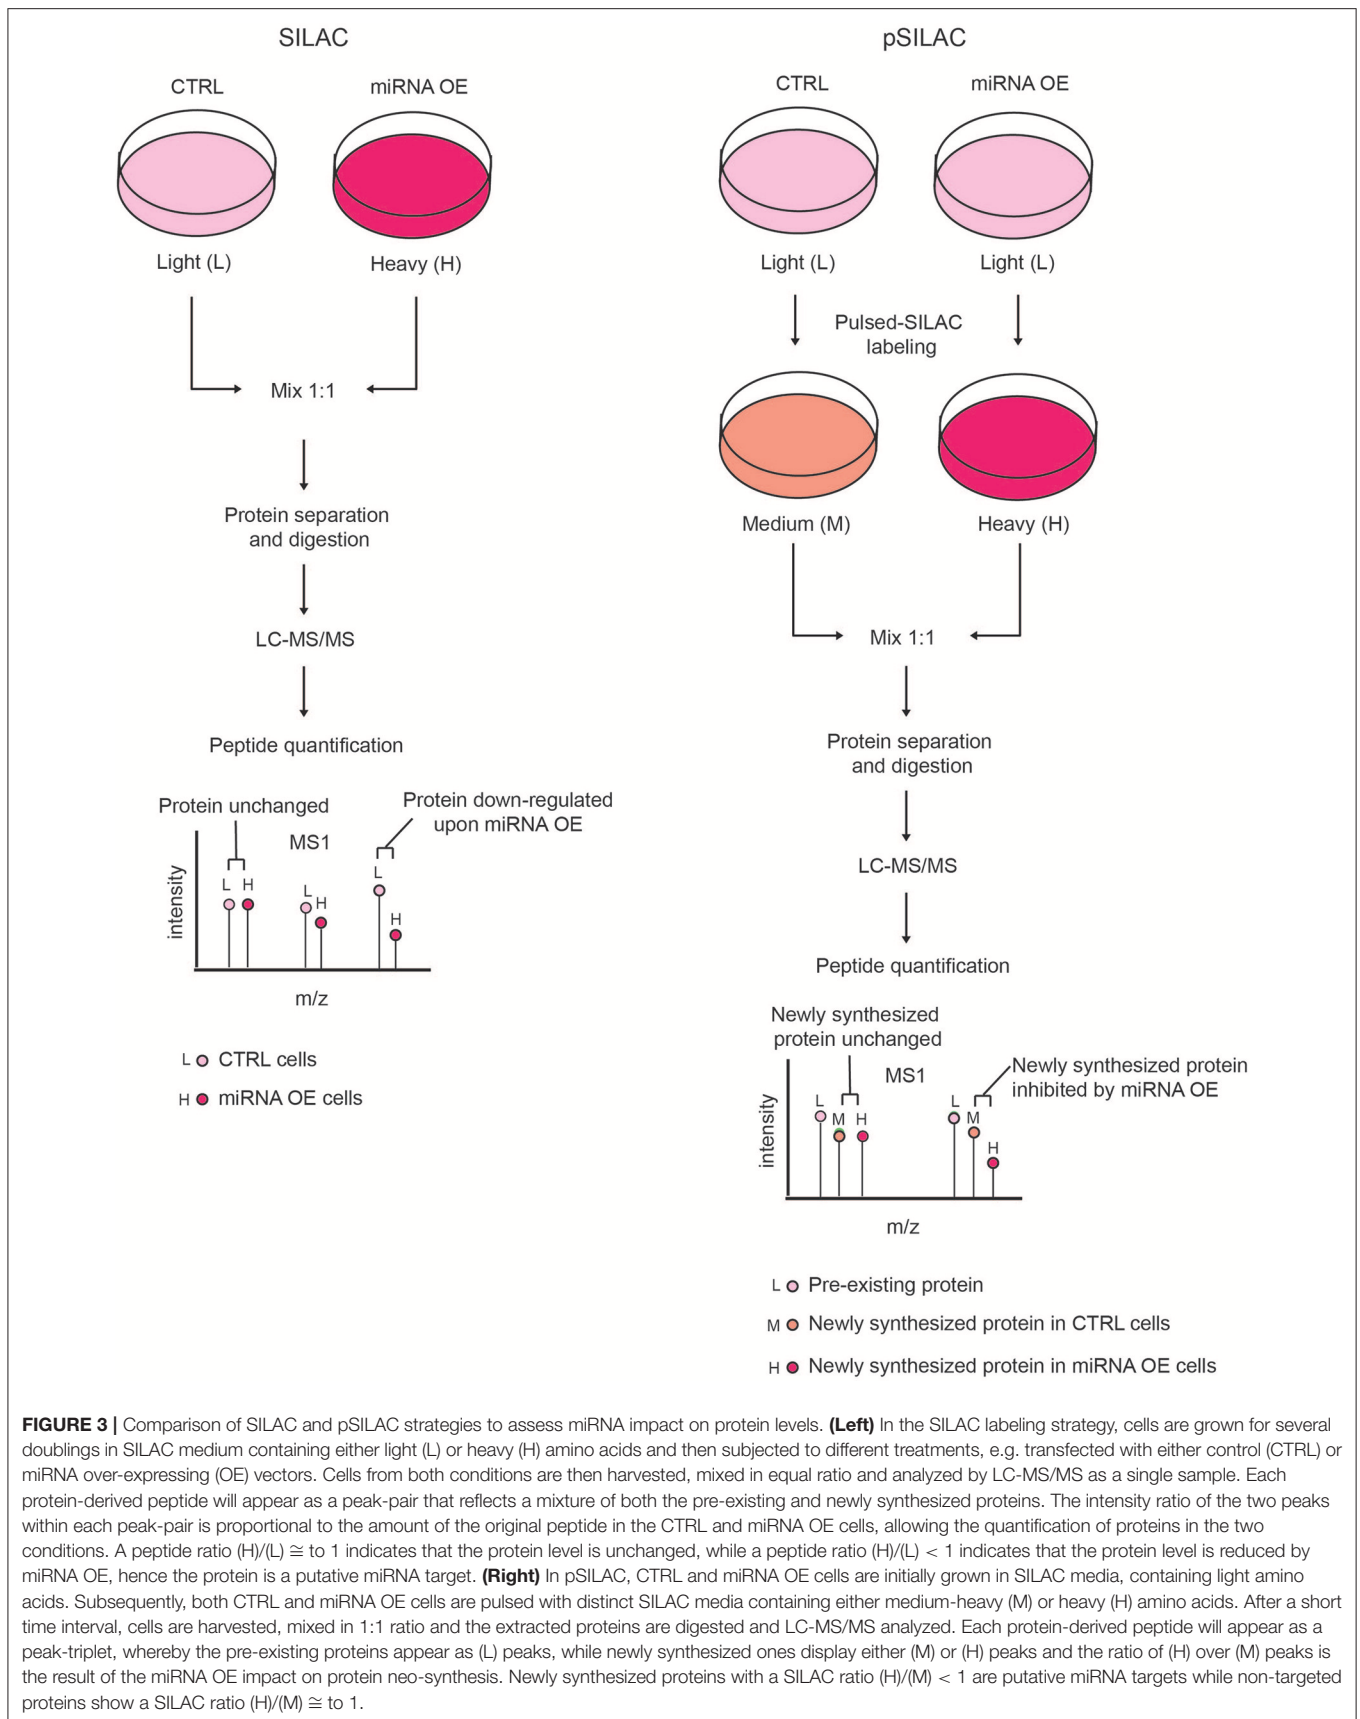 SILAC
CTRL
miRNA OE
Light (L)
Heavy (H)
Mix 1:1
Protein separation
and digestion
LC-MS/MS
Peptide quantification
Protein unchanged
Protein down-regulated
upon miRNA OE
MS1
L H
L
H
L
H
intensity
m/z
L CTRL cells
H miRNA OE cells
pSILAC
CTRL
miRNA OE
Light (L)
Light (L)
Pulsed-SILAC
labeling
Medium (M)
Heavy (H)
Mix 1:1
Protein separation
and digestion
LC-MS/MS
Peptide quantification
Newly synthesized
protein unchanged
MS1
Newly synthesized protein
inhibited by miRNA OE
L
M H
L
M
H
intensity
m/z
L Pre-existing protein
M Newly synthesized protein in CTRL cells
H Newly synthesized protein in miRNA OE cells
FIGURE 3 | Comparison of SILAC and pSILAC strategies to assess miRNA impact on protein levels. (Left) In the SILAC labeling strategy, cells are grown for several
doublings in SILAC medium containing either light (L) or heavy (H) amino acids and then subjected to different treatments, e.g. transfected with either control (CTRL) or
miRNA over-expressing (OE) vectors. Cells from both conditions are then harvested, mixed in equal ratio and analyzed by LC-MS/MS as a single sample. Each
protein-derived peptide will appear as a peak-pair that reflects a mixture of both the pre-existing and newly synthesized proteins. The intensity ratio of the two peaks
within each peak-pair is proportional to the amount of the original peptide in the CTRL and miRNA OE cells, allowing the quantification of proteins in the two
conditions. A peptide ratio (H)/(L) ≅ to 1 indicates that the protein level is unchanged, while a peptide ratio (H)/(L) < 1 indicates that the protein level is reduced by
miRNA OE, hence the protein is a putative miRNA target. (Right) In pSILAC, CTRL and miRNA OE cells are initially grown in SILAC media, containing light amino
acids. Subsequently, both CTRL and miRNA OE cells are pulsed with distinct SILAC media containing either medium-heavy (M) or heavy (H) amino acids. After a short
time interval, cells are harvested, mixed in 1:1 ratio and the extracted proteins are digested and LC-MS/MS analyzed. Each protein-derived peptide will appear as a
peak-triplet, whereby the pre-existing proteins appear as (L) peaks, while newly synthesized ones display either (M) or (H) peaks and the ratio of (H) over (M) peaks is
the result of the miRNA OE impact on protein neo-synthesis. Newly synthesized proteins with a SILAC ratio (H)/(M) < 1 are putative miRNA targets while non-targeted
proteins show a SILAC ratio (H)/(M) ≅ to 1.